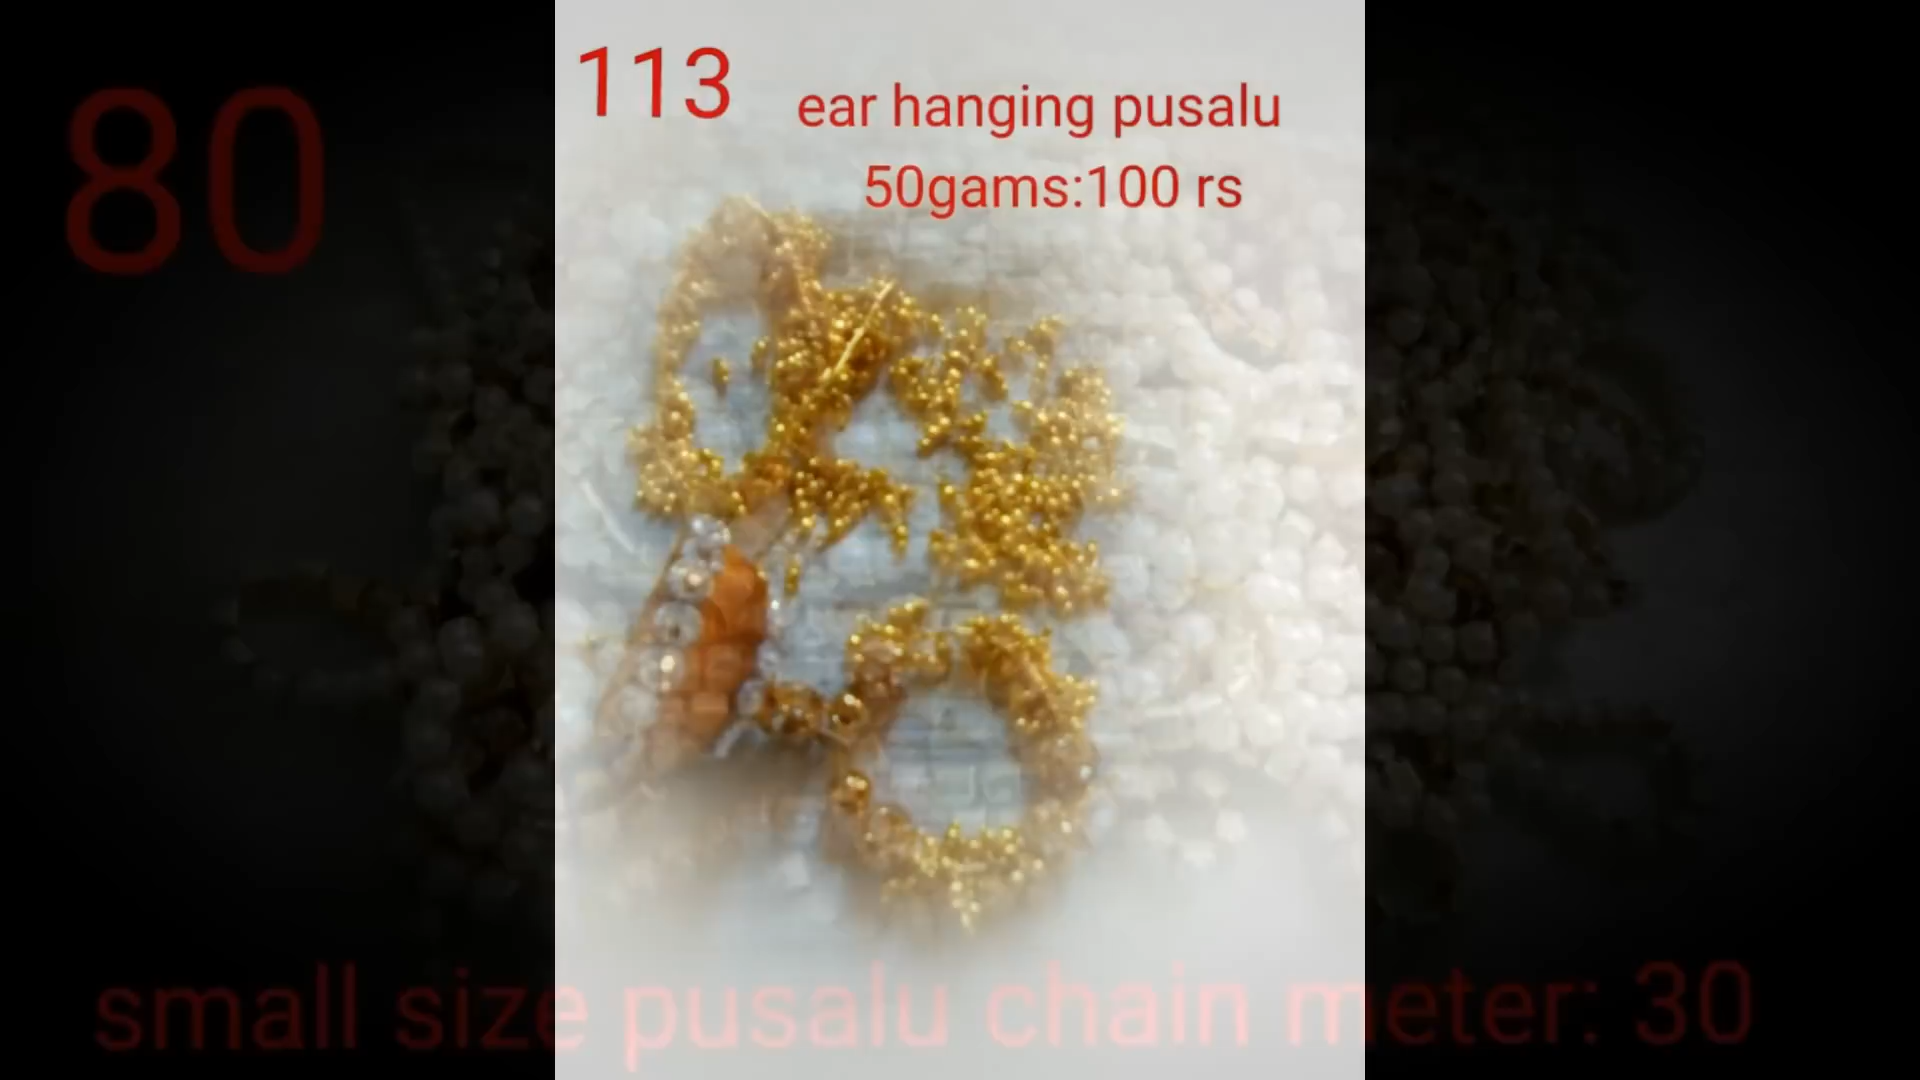 80
113
ear hanging pusalu
50gams:100 rs
small size pusalu chain meter: 30